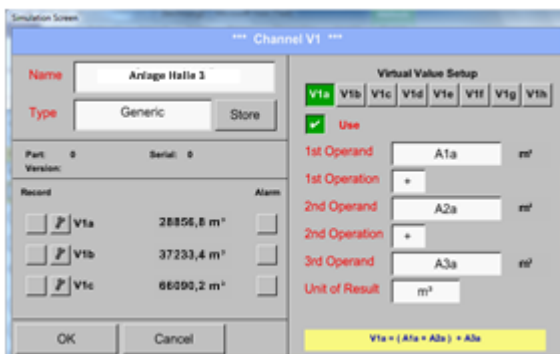 Simulation Screen
*** Channel V1 ***
Name
Anlage Halle 3
Type
Generic
Store
Part: 0
Serial: 0
Version:
Record
Alarm
V1a
28856,8 m³
V1b
37233,4 m³
V1c
66090,2 m³
OK
Cancel
Virtual Value Setup
V1a V1b V1c V1d V1e V1f V1g V1h
Use
1st Operand
A1a
m³
1st Operation
+
2nd Operand
A2a
m³
2nd Operation
+
3rd Operand
A3a
m³
Unit of Result
m³
V1a = ( A1a + A2a ) + A3a